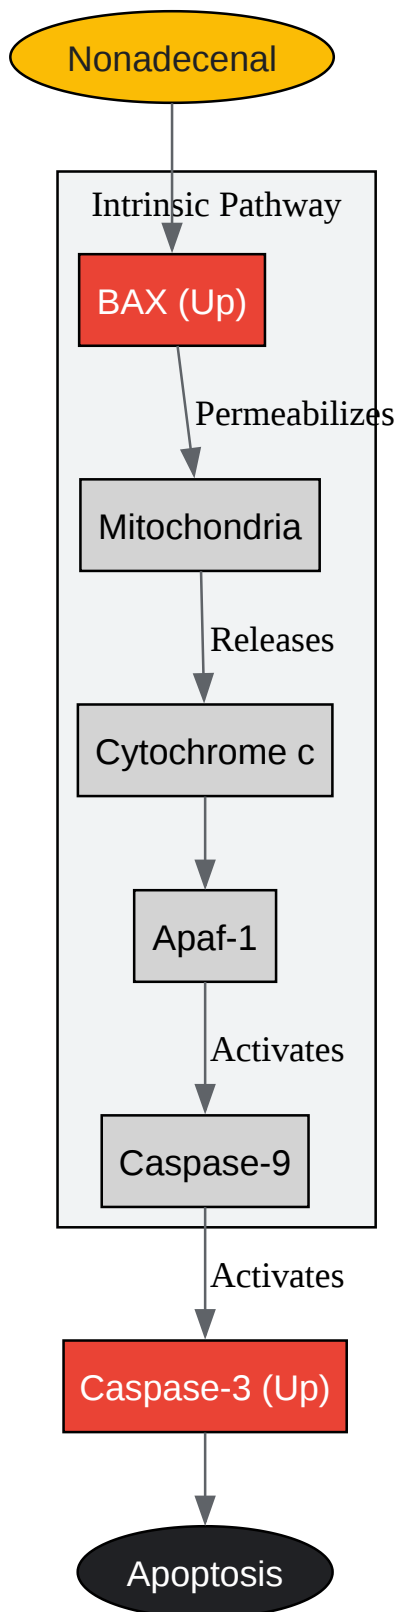 Nonadecenal
Intrinsic Pathway
BAX (Up)
Permeabilizes
Mitochondria
Releases
Cytochrome c
Apaf-1
Activates
Caspase-9
Activates
Caspase-3 (Up)
Apoptosis